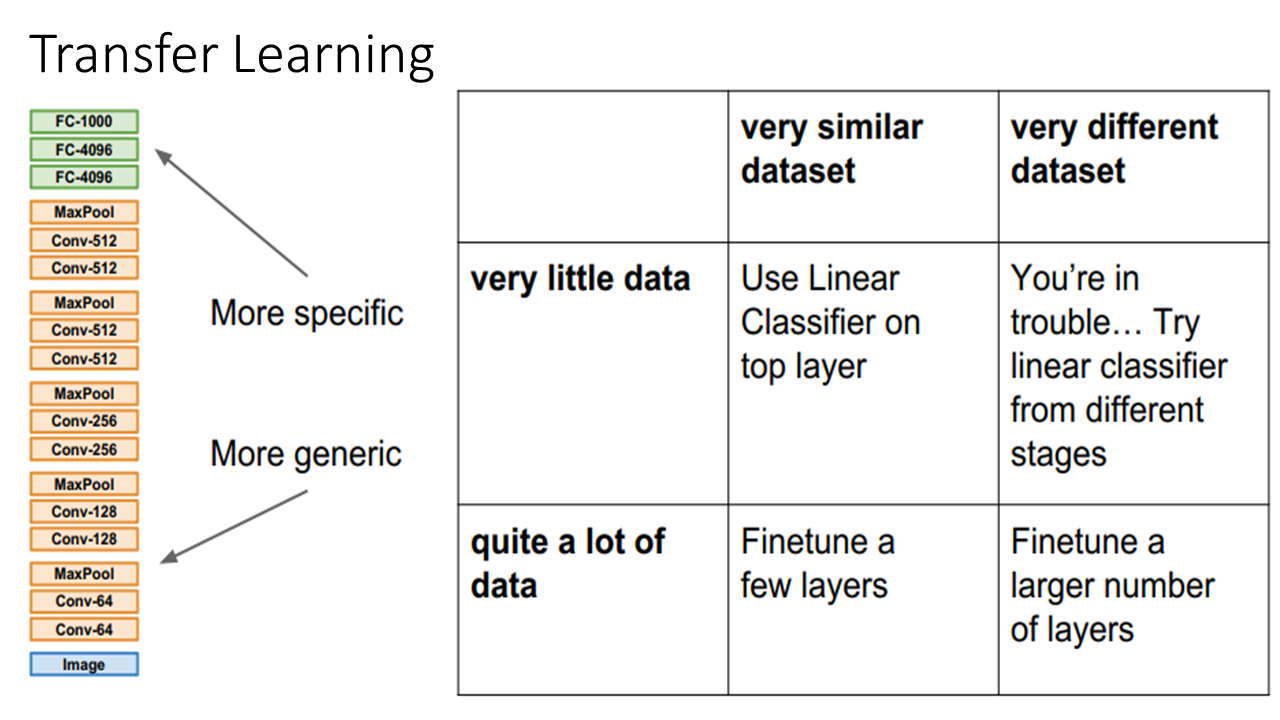 Transfer Learning
FC-1000
FC-4096
FC-4096
MaxPool
Conv-512
Conv-512
MaxPool
Conv-512
Conv-512
MaxPool
Conv-256
Conv-256
MaxPool
Conv-128
Conv-128
MaxPool
Conv-64
Conv-64
Image
More specific
More generic
very similar
dataset
very different
dataset
very little data
Use Linear
Classifier on
top layer
You’re in
trouble… Try
linear classifier
from different
stages
quite a lot of
data
Finetune a
few layers
Finetune a
larger number
of layers